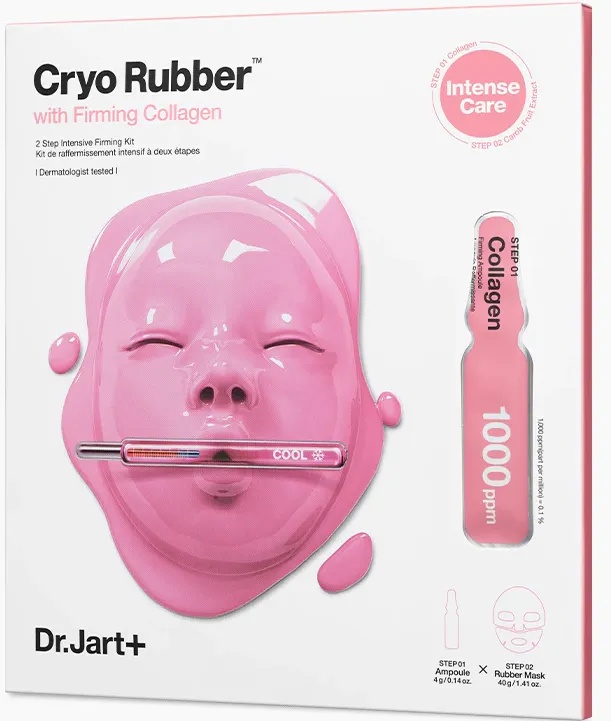 Cryo Rubber™
with Firming Collagen
2 Step Intensive Firming Kit
Kit de raffermissement intensif à deux étapes
| Dermatologist tested |
STEP 01 Collagen
Intense
Care
STEP 02 Carob Fruit Extract
STEP 01
Collagen
Firming Ampoule
1000 ppm
1,000 ppm(part per million) = 0.1 %
COOL
Dr.Jart+
STEP 01
Ampoule
4 g / 0.14 oz.
×
STEP 02
Rubber Mask
40 g / 1.41 oz.